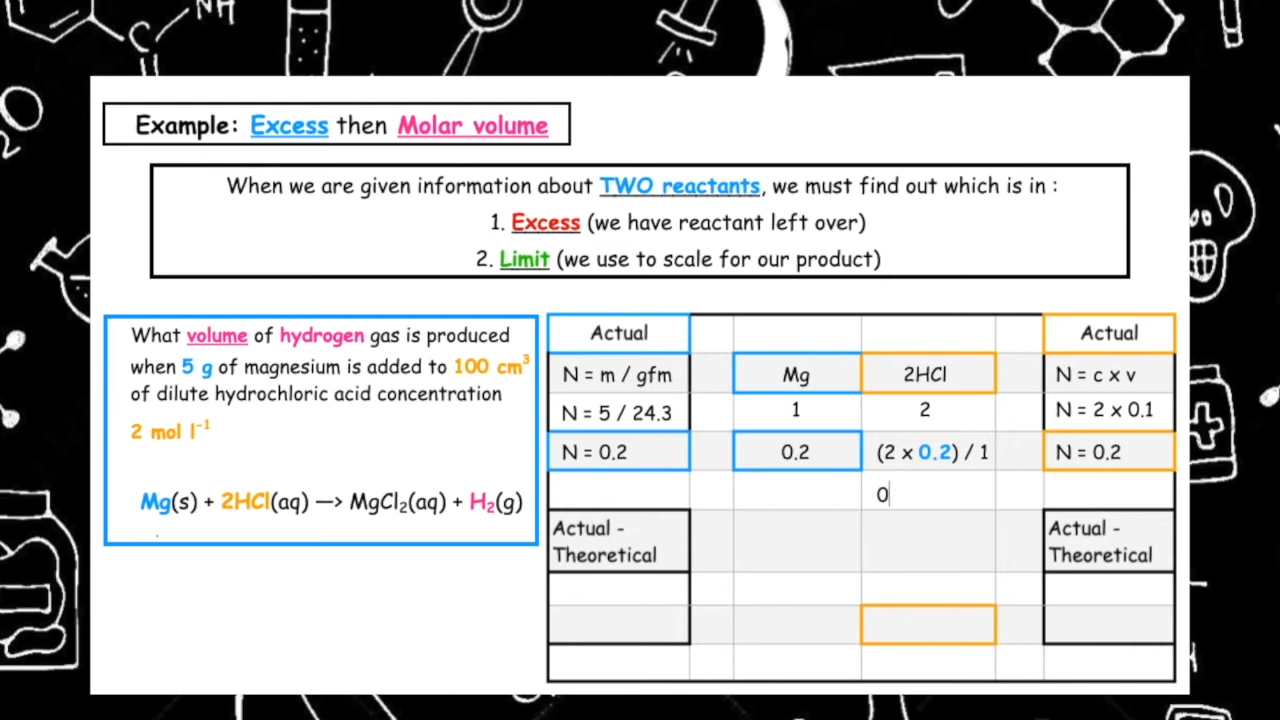 NH
C
O
2
Example: Excess then Molar volume
When we are given information about TWO reactants, we must find out which is in :
1. Excess (we have reactant left over)
2. Limit (we use to scale for our product)
What volume of hydrogen gas is produced
when 5 g of magnesium is added to 100 cm³
of dilute hydrochloric acid concentration
2 mol l⁻¹
Mg(s) + 2HCl(aq) —> MgCl₂(aq) + H₂(g)
Actual Actual
N = m / gfm Mg 2HCl N = c x v
N = 5 / 24.3 1 2 N = 2 x 0.1
N = 0.2 0.2 (2 x 0.2) / 1 N = 0.2
0
Actual - Actual -
Theoretical Theoretical